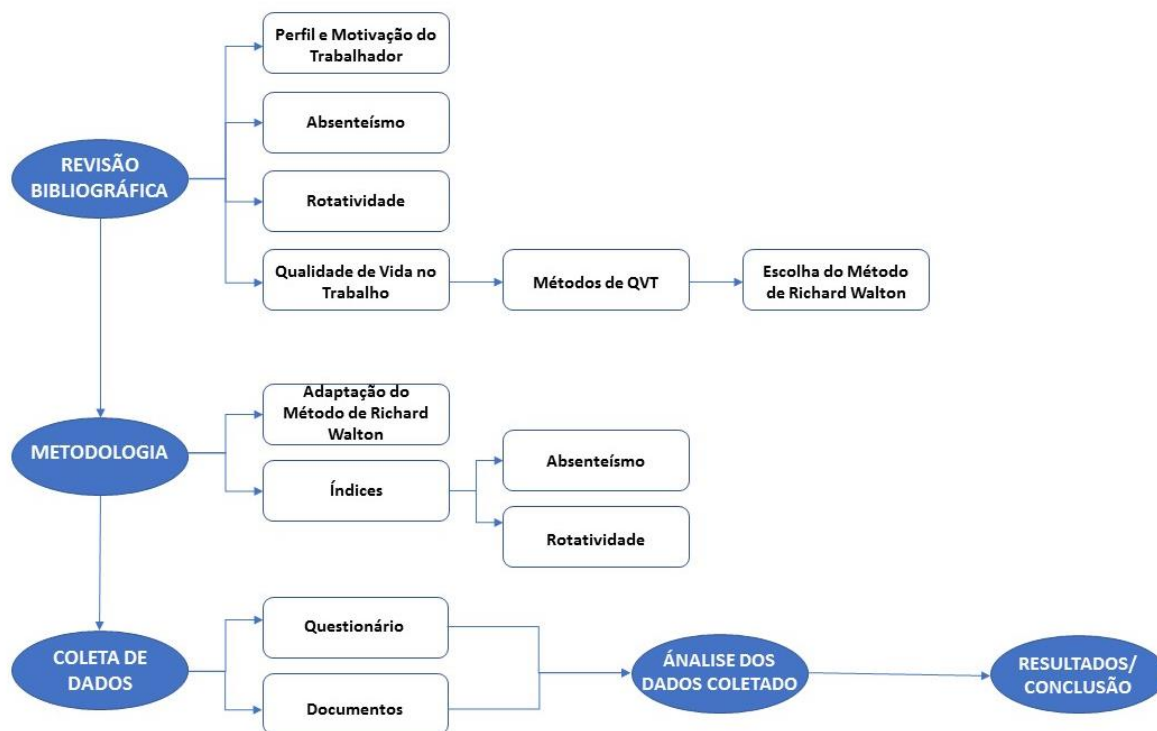 Perfil e Motivação do
Trabalhador
Absenteísmo
REVISÃO
BIBLIOGRÁFICA
Rotatividade
Qualidade de Vida no
Trabalho
Métodos de QVT
Escolha do Método
de Richard Walton
Adaptação do
Método de Richard
Walton
METODOLOGIA
Índices
Absenteísmo
Rotatividade
Questionário
COLETA DE
DADOS
Documentos
ÁNALISE DOS
DADOS COLETADO
RESULTADOS/
CONCLUSÃO